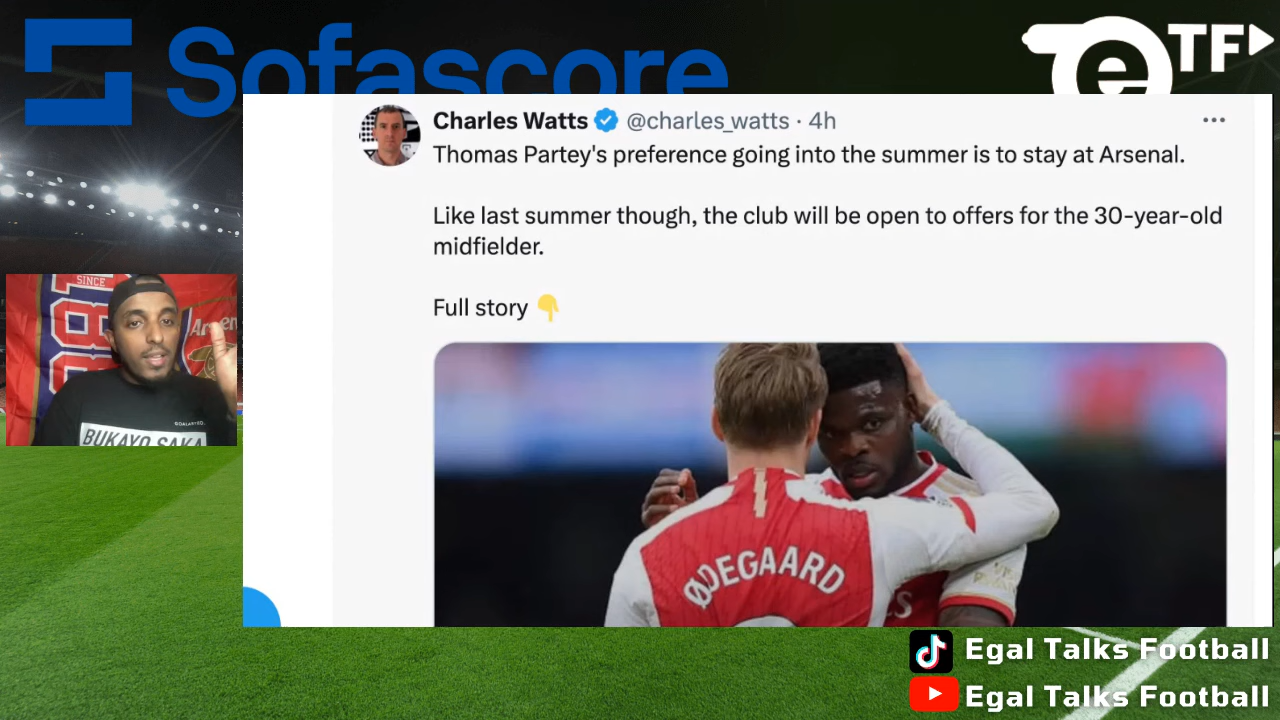 Sofascore
eTF
Charles Watts @charles_watts · 4h
Thomas Partey's preference going into the summer is to stay at Arsenal.
Like last summer though, the club will be open to offers for the 30-year-old
midfielder.
Full story 👇
SINCE
Arsen
GOALABOVE
BUKAYO SAKA
ØDEGAARD
Egal Talks Football
Egal Talks Football